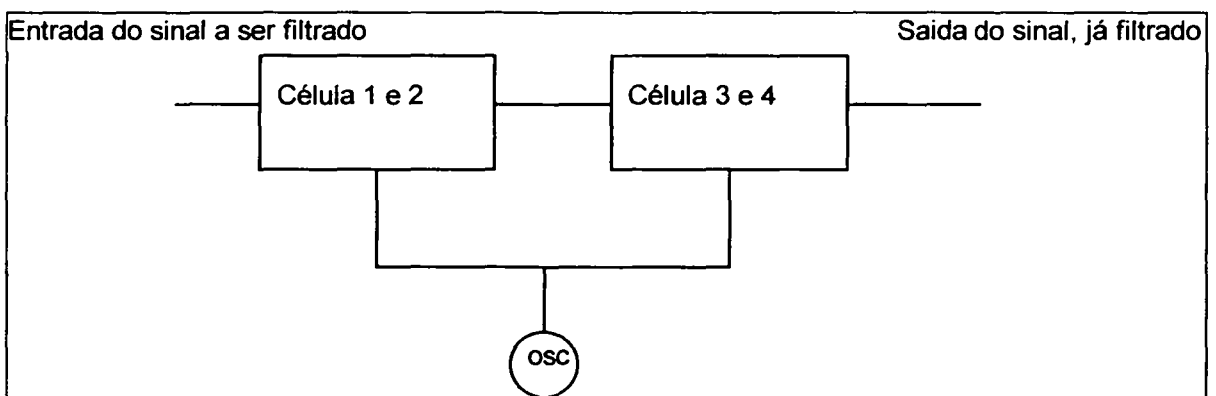 Entrada do sinal a ser filtrado
Saida do sinal, já filtrado
Célula 1 e 2
Célula 3 e 4
OSC